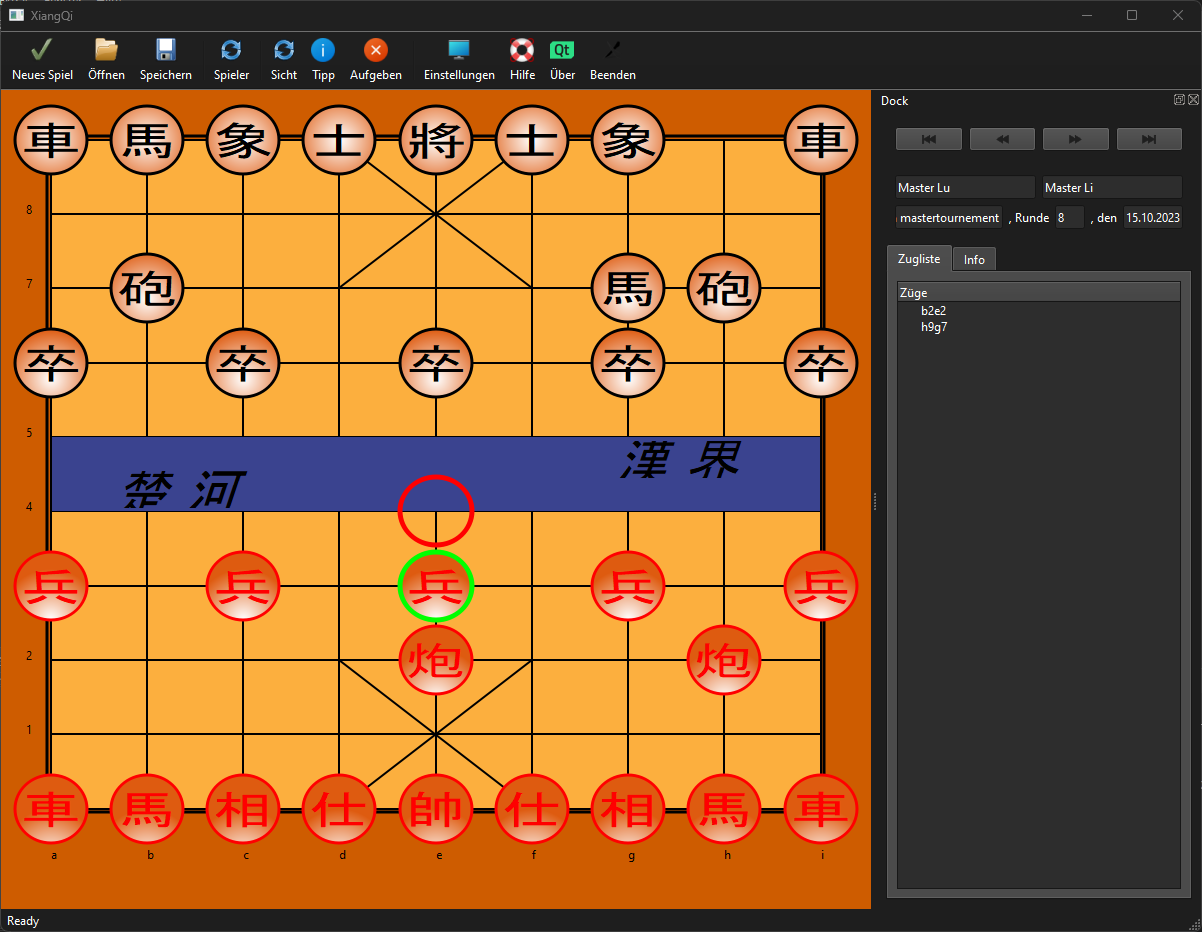 XiangQi
Neues Spiel Öffnen Speichern Spieler Sicht Tipp Aufgeben Einstellungen Hilfe Qt Über Beenden
Dock
車 馬 象 士 將 士 象 車
Master Lu Master Li
8
mastertournement , Runde 8 , den 15.10.2023
Zugliste Info
7 砲 馬 砲
Züge
b2e2
h9g7
卒 卒 卒 卒 卒
5
漢 界
楚 河
4
兵 兵 兵 兵 兵
2 炮 炮
1
車 馬 相 仕 帥 仕 相 馬 車
a b c d e f g h i
Ready